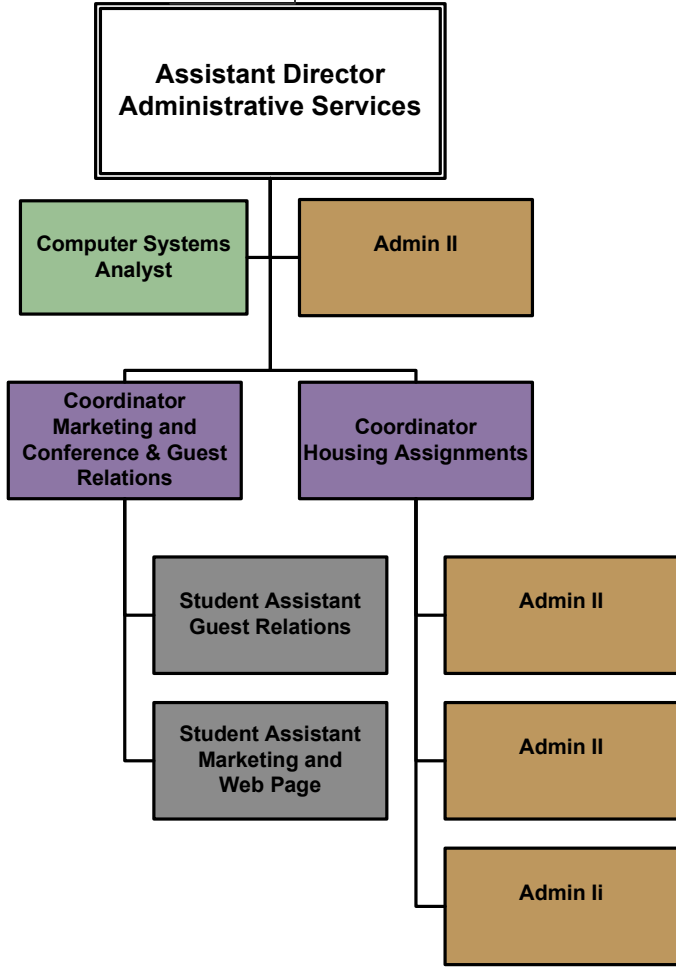 Assistant Director
Administrative Services
Computer Systems
Analyst
Admin II
Coordinator
Marketing and
Conference & Guest
Relations
Coordinator
Housing Assignments
Student Assistant
Guest Relations
Admin II
Student Assistant
Marketing and
Web Page
Admin II
Admin Ii